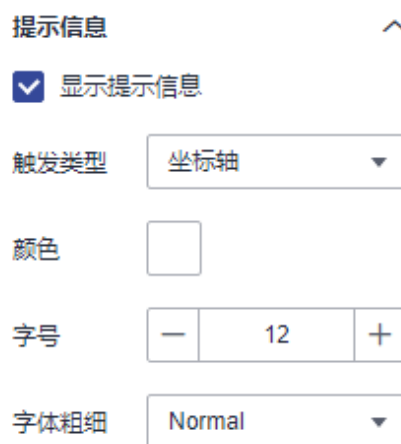 提示信息
显示提示信息
触发类型 坐标轴
颜色
字号 12
字体粗细 Normal